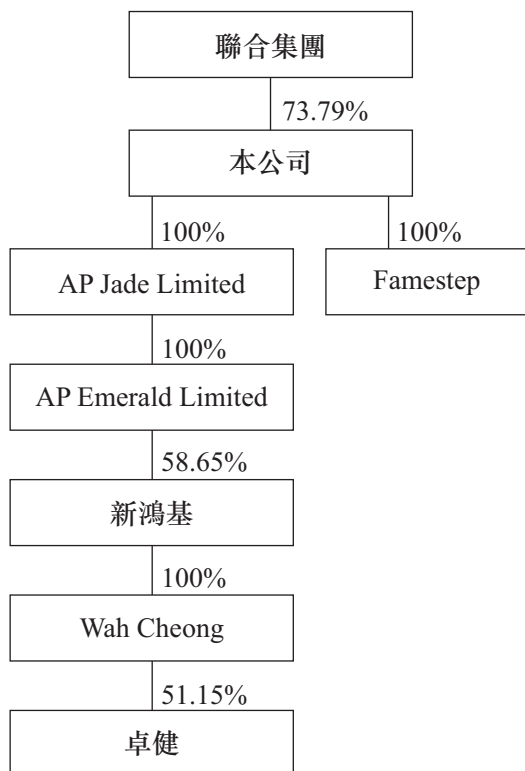 聯合集團
73.79%
本公司
100% 100%
AP Jade Limited Famestep
100%
AP Emerald Limited
58.65%
新鴻基
100%
Wah Cheong
51.15%
卓健